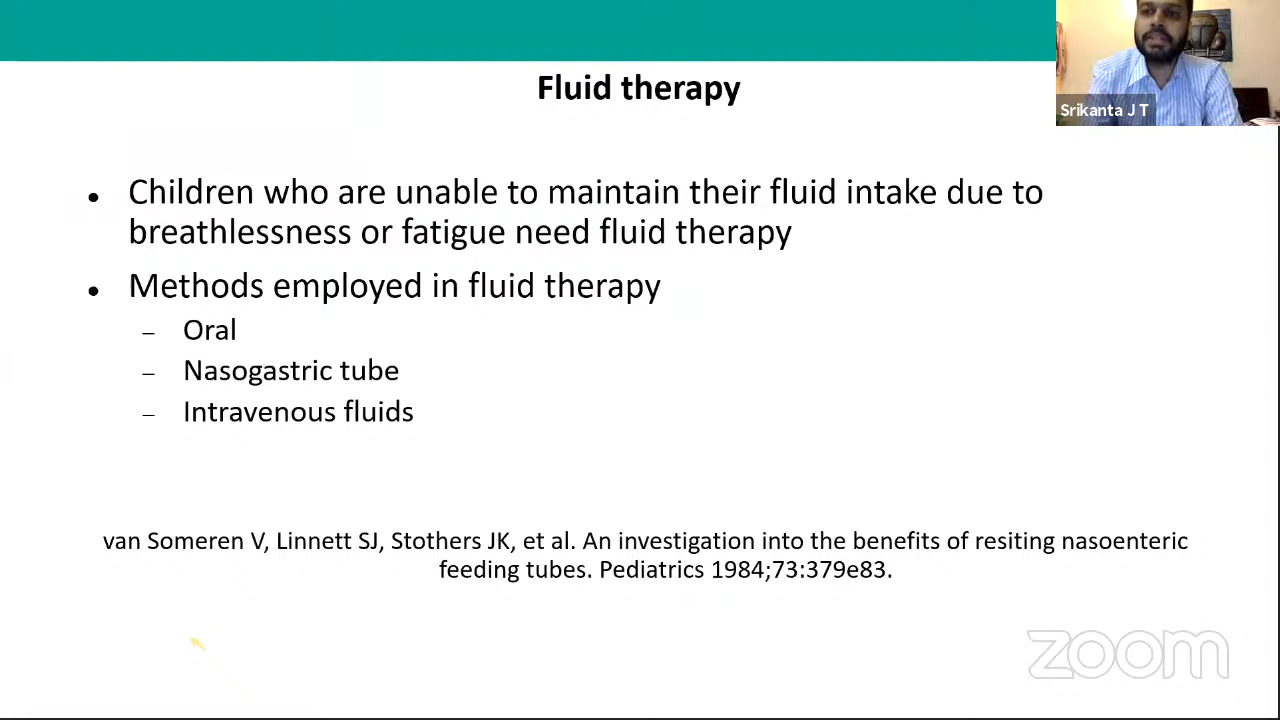 Fluid therapy
Srikanta J T
● Children who are unable to maintain their fluid intake due to
breathlessness or fatigue need fluid therapy
● Methods employed in fluid therapy
– Oral
– Nasogastric tube
– Intravenous fluids
van Someren V, Linnett SJ, Stothers JK, et al. An investigation into the benefits of resiting nasoenteric
feeding tubes. Pediatrics 1984;73:379e83.
zoom